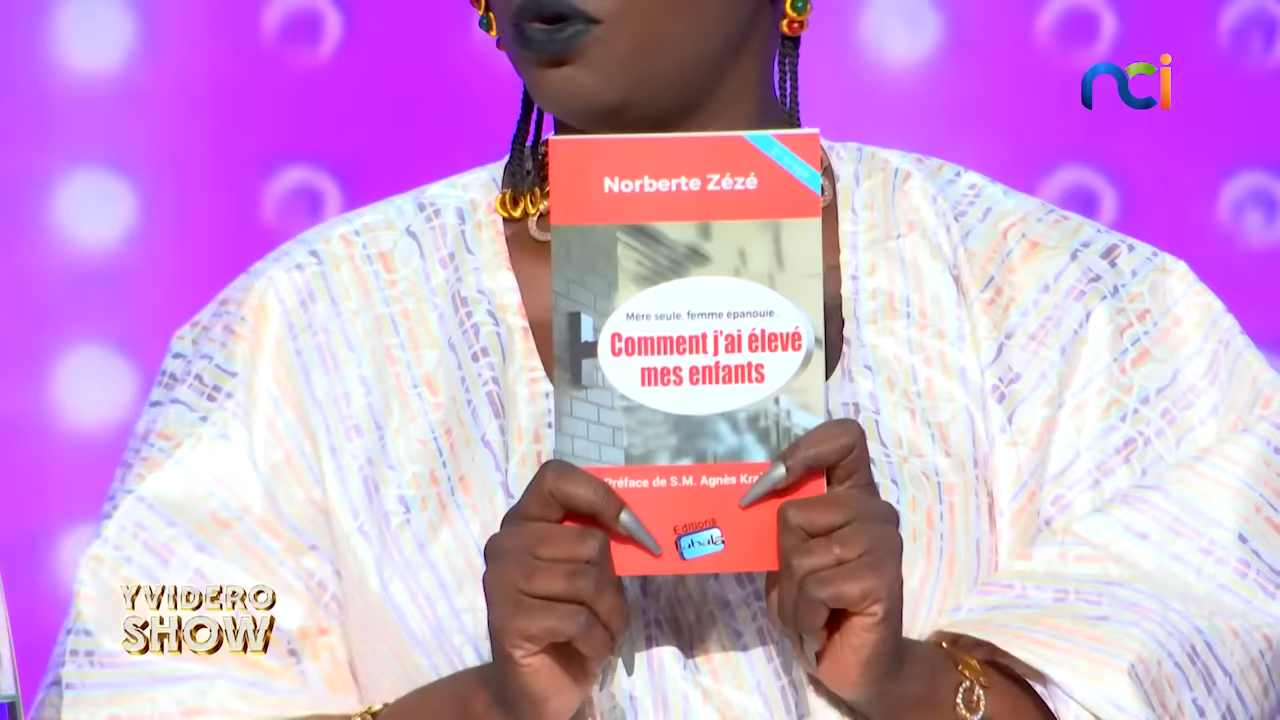 nci
Norberte Zézé
Mère seule, femme épanouie...
Comment j'ai élevé
mes enfants
Préface de S.M. Agnès
Editions
YVIDERO
SHOW